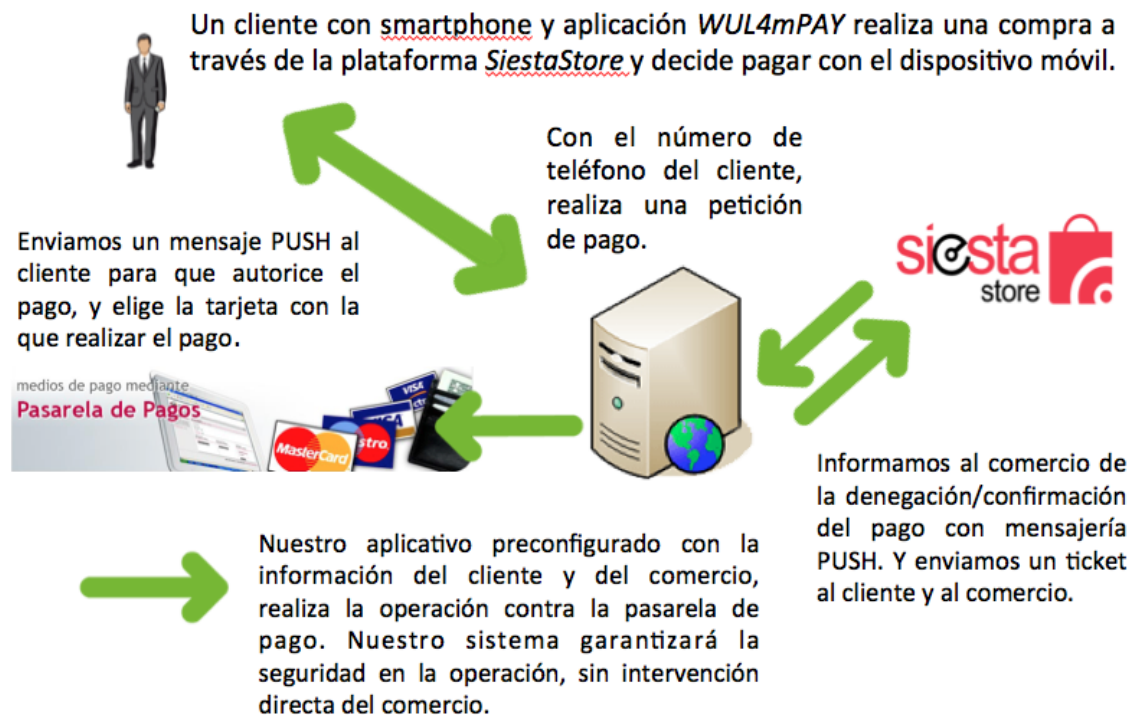 Un cliente con smartphone y aplicación WUL4mPAY realiza una compra a
través de la plataforma SiestaStore y decide pagar con el dispositivo móvil.
Con el número de
teléfono del cliente,
realiza una petición
de pago.
Enviamos un mensaje PUSH al
cliente para que autorice el
pago, y elige la tarjeta con la
que realizar el pago.
siesta
store
medios de pago mediante
Pasarela de Pagos
MasterCard
stro
VISA
Informamos al comercio de
la denegación/confirmación
del pago con mensajería
PUSH. Y enviamos un ticket
al cliente y al comercio.
Nuestro aplicativo preconfigurado con la
información del cliente y del comercio,
realiza la operación contra la pasarela de
pago. Nuestro sistema garantizará la
seguridad en la operación, sin intervención
directa del comercio.